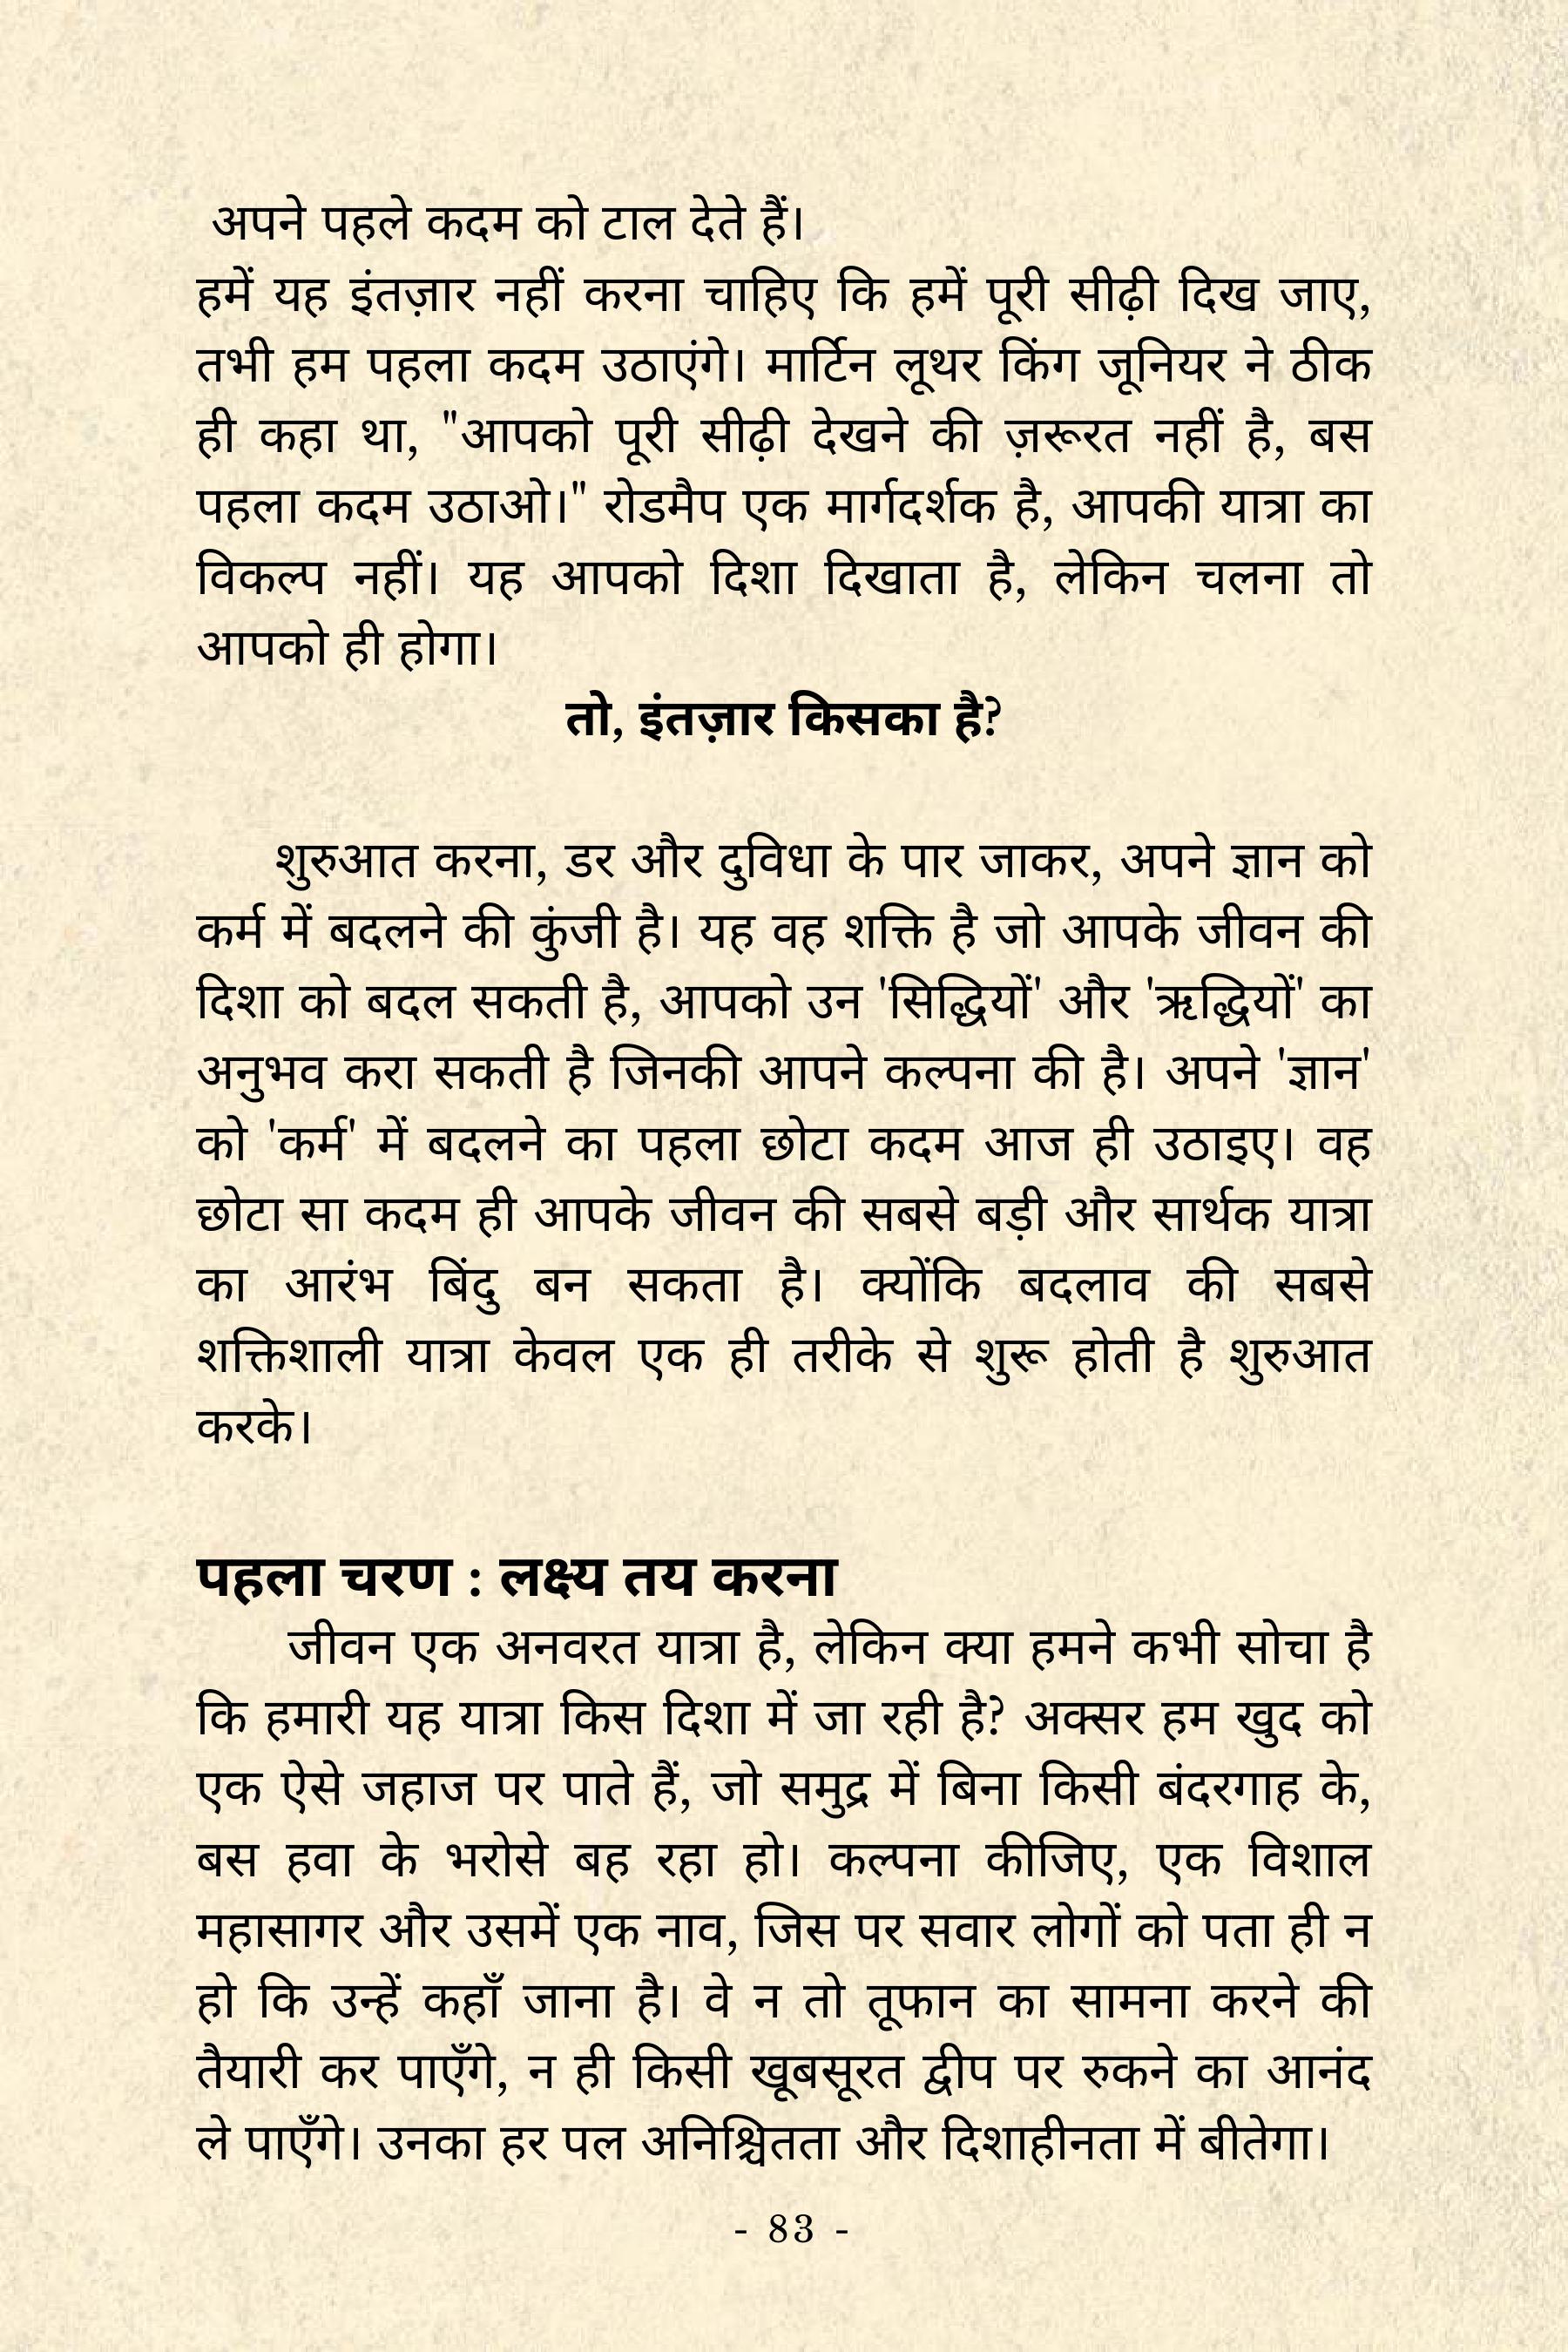 अपने पहले कदम को टाल देते हैं।
हमें यह इंतज़ार नहीं करना चाहिए कि हमें पूरी सीढ़ी दिख जाए,
तभी हम पहला कदम उठाएंगे। मार्टिन लूथर किंग जूनियर ने ठीक
ही कहा था, "आपको पूरी सीढ़ी देखने की ज़रूरत नहीं है, बस
पहला कदम उठाओ।" रोडमैप एक मार्गदर्शक है, आपकी यात्रा का
विकल्प नहीं। यह आपको दिशा दिखाता है, लेकिन चलना तो
आपको ही होगा।
तो, इंतज़ार किसका है?
शुरुआत करना, डर और दुविधा के पार जाकर, अपने ज्ञान को
कर्म में बदलने की कुंजी है। यह वह शक्ति है जो आपके जीवन की
दिशा को बदल सकती है, आपको उन 'सिद्धियों' और 'ऋद्धियों' का
अनुभव करा सकती है जिनकी आपने कल्पना की है। अपने 'ज्ञान'
को 'कर्म' में बदलने का पहला छोटा कदम आज ही उठाइए। वह
छोटा सा कदम ही आपके जीवन की सबसे बड़ी और सार्थक यात्रा
का आरंभ बिंदु बन सकता है। क्योंकि बदलाव की सबसे
शक्तिशाली यात्रा केवल एक ही तरीके से शुरू होती है शुरुआत
करके।
पहला चरण : लक्ष्य तय करना
जीवन एक अनवरत यात्रा है, लेकिन क्या हमने कभी सोचा है
कि हमारी यह यात्रा किस दिशा में जा रही है? अक्सर हम खुद को
एक ऐसे जहाज पर पाते हैं, जो समुद्र में बिना किसी बंदरगाह के,
बस हवा के भरोसे बह रहा हो। कल्पना कीजिए, एक विशाल
महासागर और उसमें एक नाव, जिस पर सवार लोगों को पता ही न
हो कि उन्हें कहाँ जाना है। वे न तो तूफान का सामना करने की
तैयारी कर पाएँगे, न ही किसी खूबसूरत द्वीप पर रुकने का आनंद
ले पाएँगे। उनका हर पल अनिश्चितता और दिशाहीनता में बीतेगा।
- 83 -